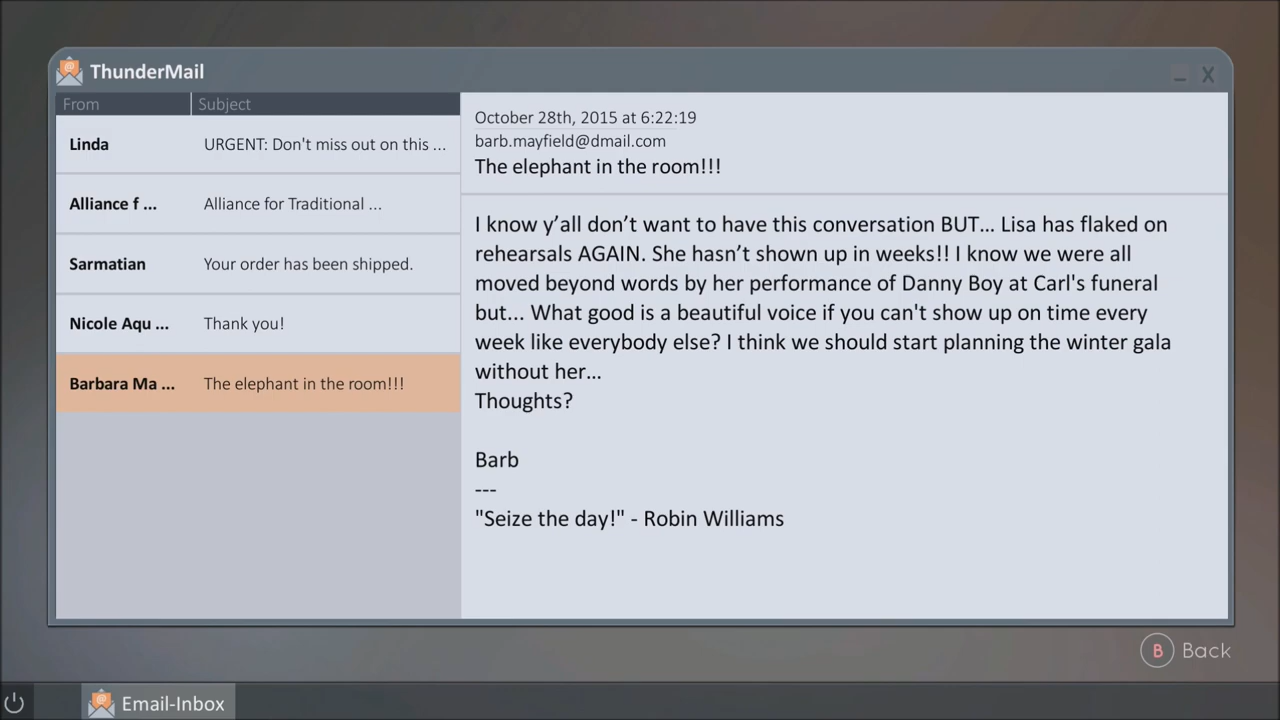 ThunderMail
From Subject
Linda URGENT: Don't miss out on this ...
Alliance f ... Alliance for Traditional ...
Sarmatian Your order has been shipped.
Nicole Aqu ... Thank you!
Barbara Ma ... The elephant in the room!!!
October 28th, 2015 at 6:22:19
barb.mayfield@dmail.com
The elephant in the room!!!
I know y’all don’t want to have this conversation BUT... Lisa has flaked on
rehearsals AGAIN. She hasn’t shown up in weeks!! I know we were all
moved beyond words by her performance of Danny Boy at Carl's funeral
but... What good is a beautiful voice if you can't show up on time every
week like everybody else? I think we should start planning the winter gala
without her...
Thoughts?
Barb
---
"Seize the day!" - Robin Williams
B Back
Email-Inbox